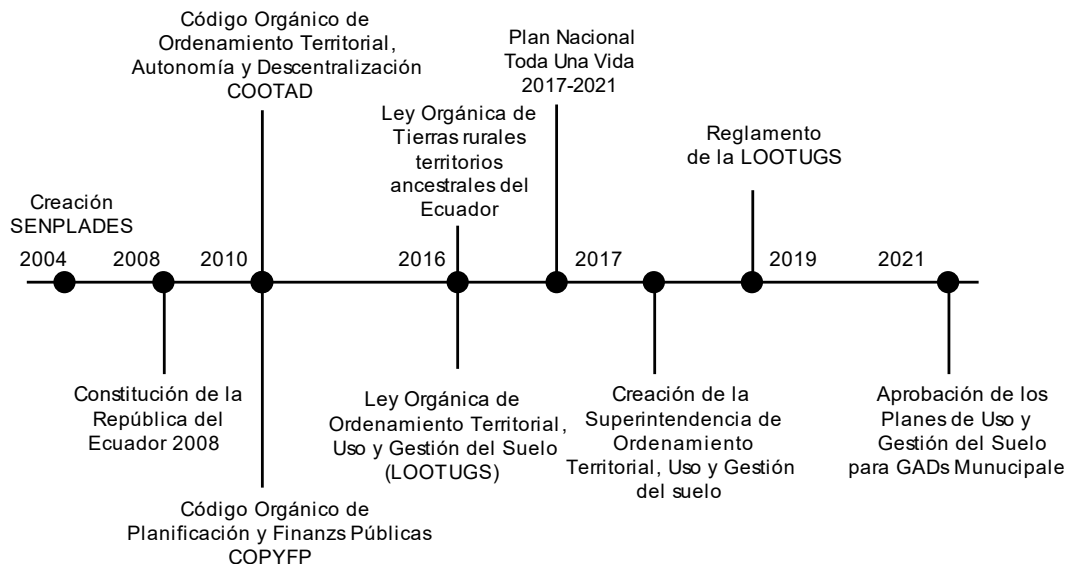 Código Orgánico de
Ordenamiento Territorial,
Autonomía y Descentralización
COOTAD
Plan Nacional
Toda Una Vida
2017-2021
Ley Orgánica de
Tierras rurales
territorios
ancestrales del
Ecuador
Reglamento
de la LOOTUGS
Creación
SENPLADES
2004
2008
2010
2016
2017
2019
2021
Constitución de la
República del
Ecuador 2008
Ley Orgánica de
Ordenamiento Territorial,
Uso y Gestión del Suelo
(LOOTUGS)
Creación de la
Superintendencia de
Ordenamiento
Territorial, Uso y Gestión
del suelo
Aprobación de los
Planes de Uso y
Gestión del Suelo
para GADs Munucipale
Código Orgánico de
Planificación y Finanzs Públicas
COPYFP